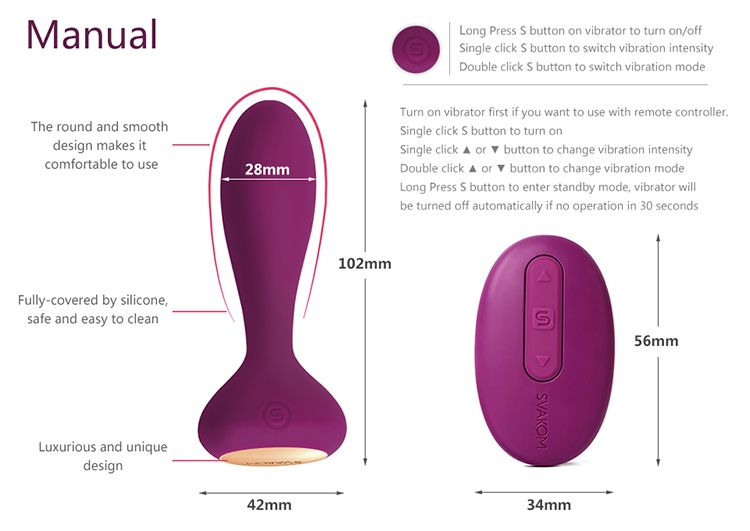 Manual
Long Press S button on vibrator to turn on/off
Single click S button to switch vibration intensity
Double click S button to switch vibration mode
The round and smooth
design makes it
comfortable to use
Turn on vibrator first if you want to use with remote controller.
Single click S button to turn on
Single click ▲ or ▼ button to change vibration intensity
Double click ▲ or ▼ button to change vibration mode
Long Press S button to enter standby mode, vibrator will
be turned off automatically if no operation in 30 seconds
28mm
102mm
Fully-covered by silicone,
safe and easy to clean
56mm
S
S
S
SVAKOM
Luxurious and unique
design
SVAKOM
42mm
34mm